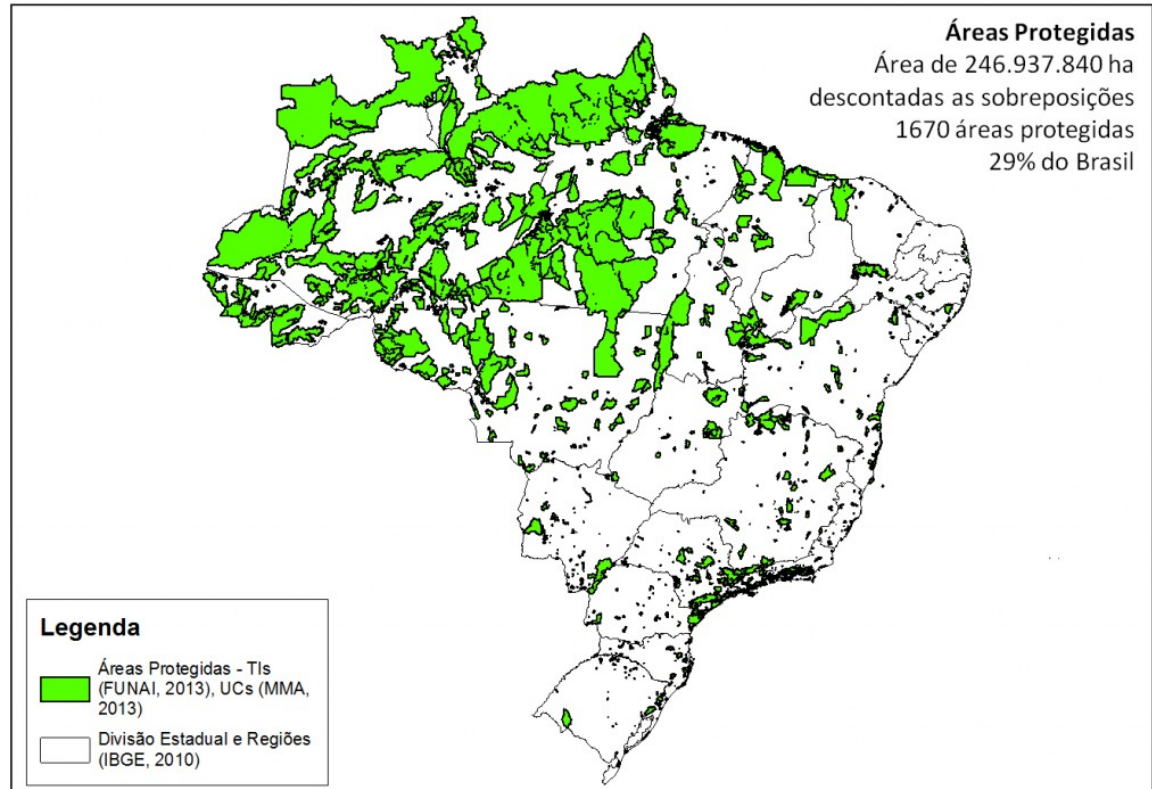 Áreas Protegidas
Área de 246.937.840 ha
descontadas as sobreposições
1670 áreas protegidas
29% do Brasil
Legenda
Áreas Protegidas - TIs
(FUNAI, 2013), UCs (MMA,
2013)
Divisão Estadual e Regiões
(IBGE, 2010)